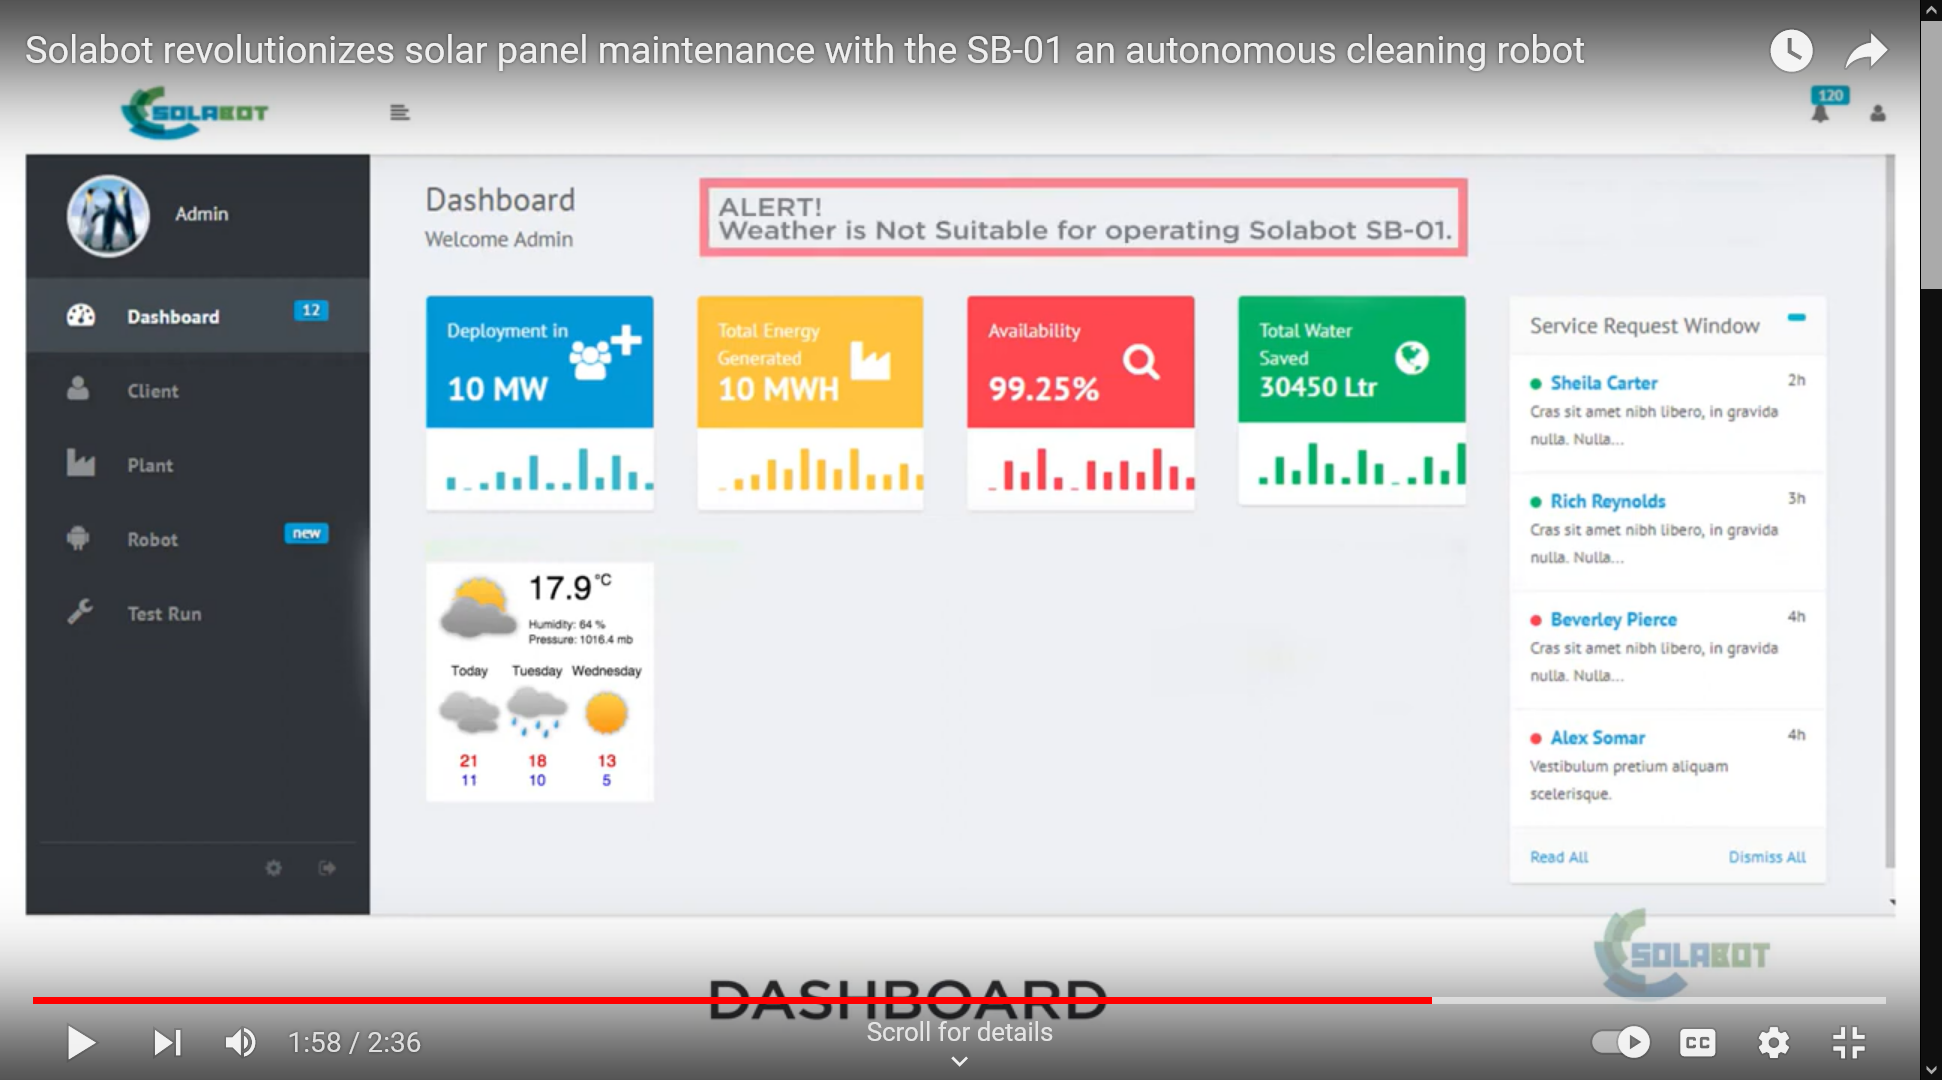 Solabot revolutionizes solar panel maintenance with the SB-01 an autonomous cleaning robot
SOLABOT
120
Admin
Dashboard
12
Client
Plant
Robot
new
Test Run
Dashboard
Welcome Admin
ALERT!
Weather is Not Suitable for operating Solabot SB-01.
Deployment in
10 MW
Total Energy
Generated
10 MWH
Availability
99.25%
Total Water
Saved
30450 Ltr
17.9°C
Humidity: 64 %
Pressure: 1016.4 mb
Today Tuesday Wednesday
21 18 13
11 10 5
Service Request Window
Sheila Carter 2h
Cras sit amet nibh libero, in gravida
nulla. Nulla...
Rich Reynolds 3h
Cras sit amet nibh libero, in gravida
nulla. Nulla...
Beverley Pierce 4h
Cras sit amet nibh libero, in gravida
nulla. Nulla...
Alex Somar 4h
Vestibulum pretium aliquam
scelerisque.
Read All Dismiss All
SOLABOT
DASHBOARD
Scroll for details
1:58 / 2:36
CC